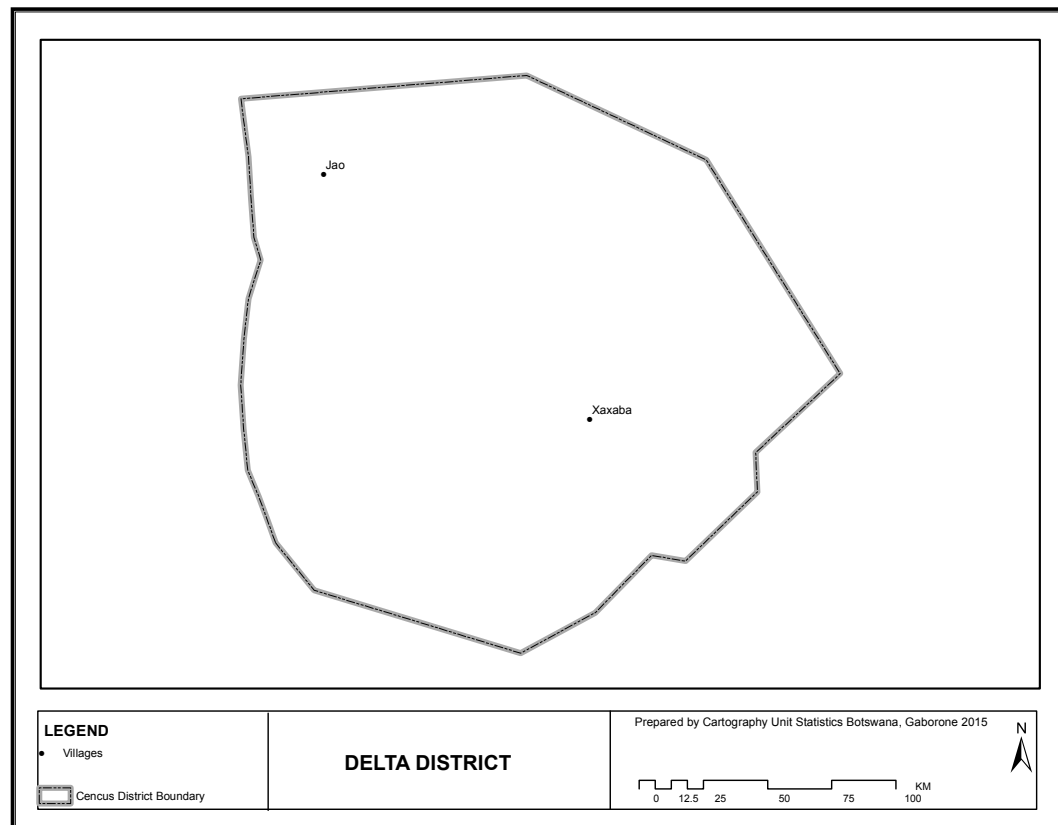 Jao
Xaxaba
LEGEND
Villages
Cencus District Boundary
DELTA DISTRICT
Prepared by Cartography Unit Statistics Botswana, Gaborone 2015
N
KM
0 12.5 25 50 75 100